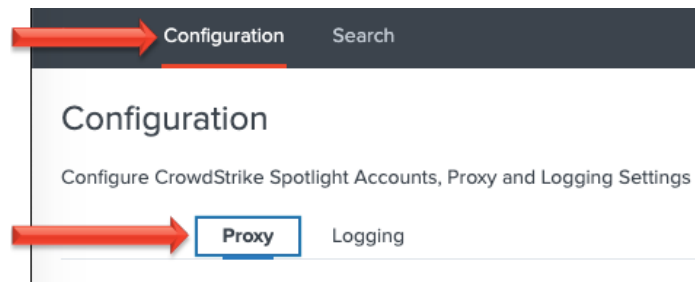 Configuration Search
Configuration
Configure CrowdStrike Spotlight Accounts, Proxy and Logging Settings
Proxy Logging